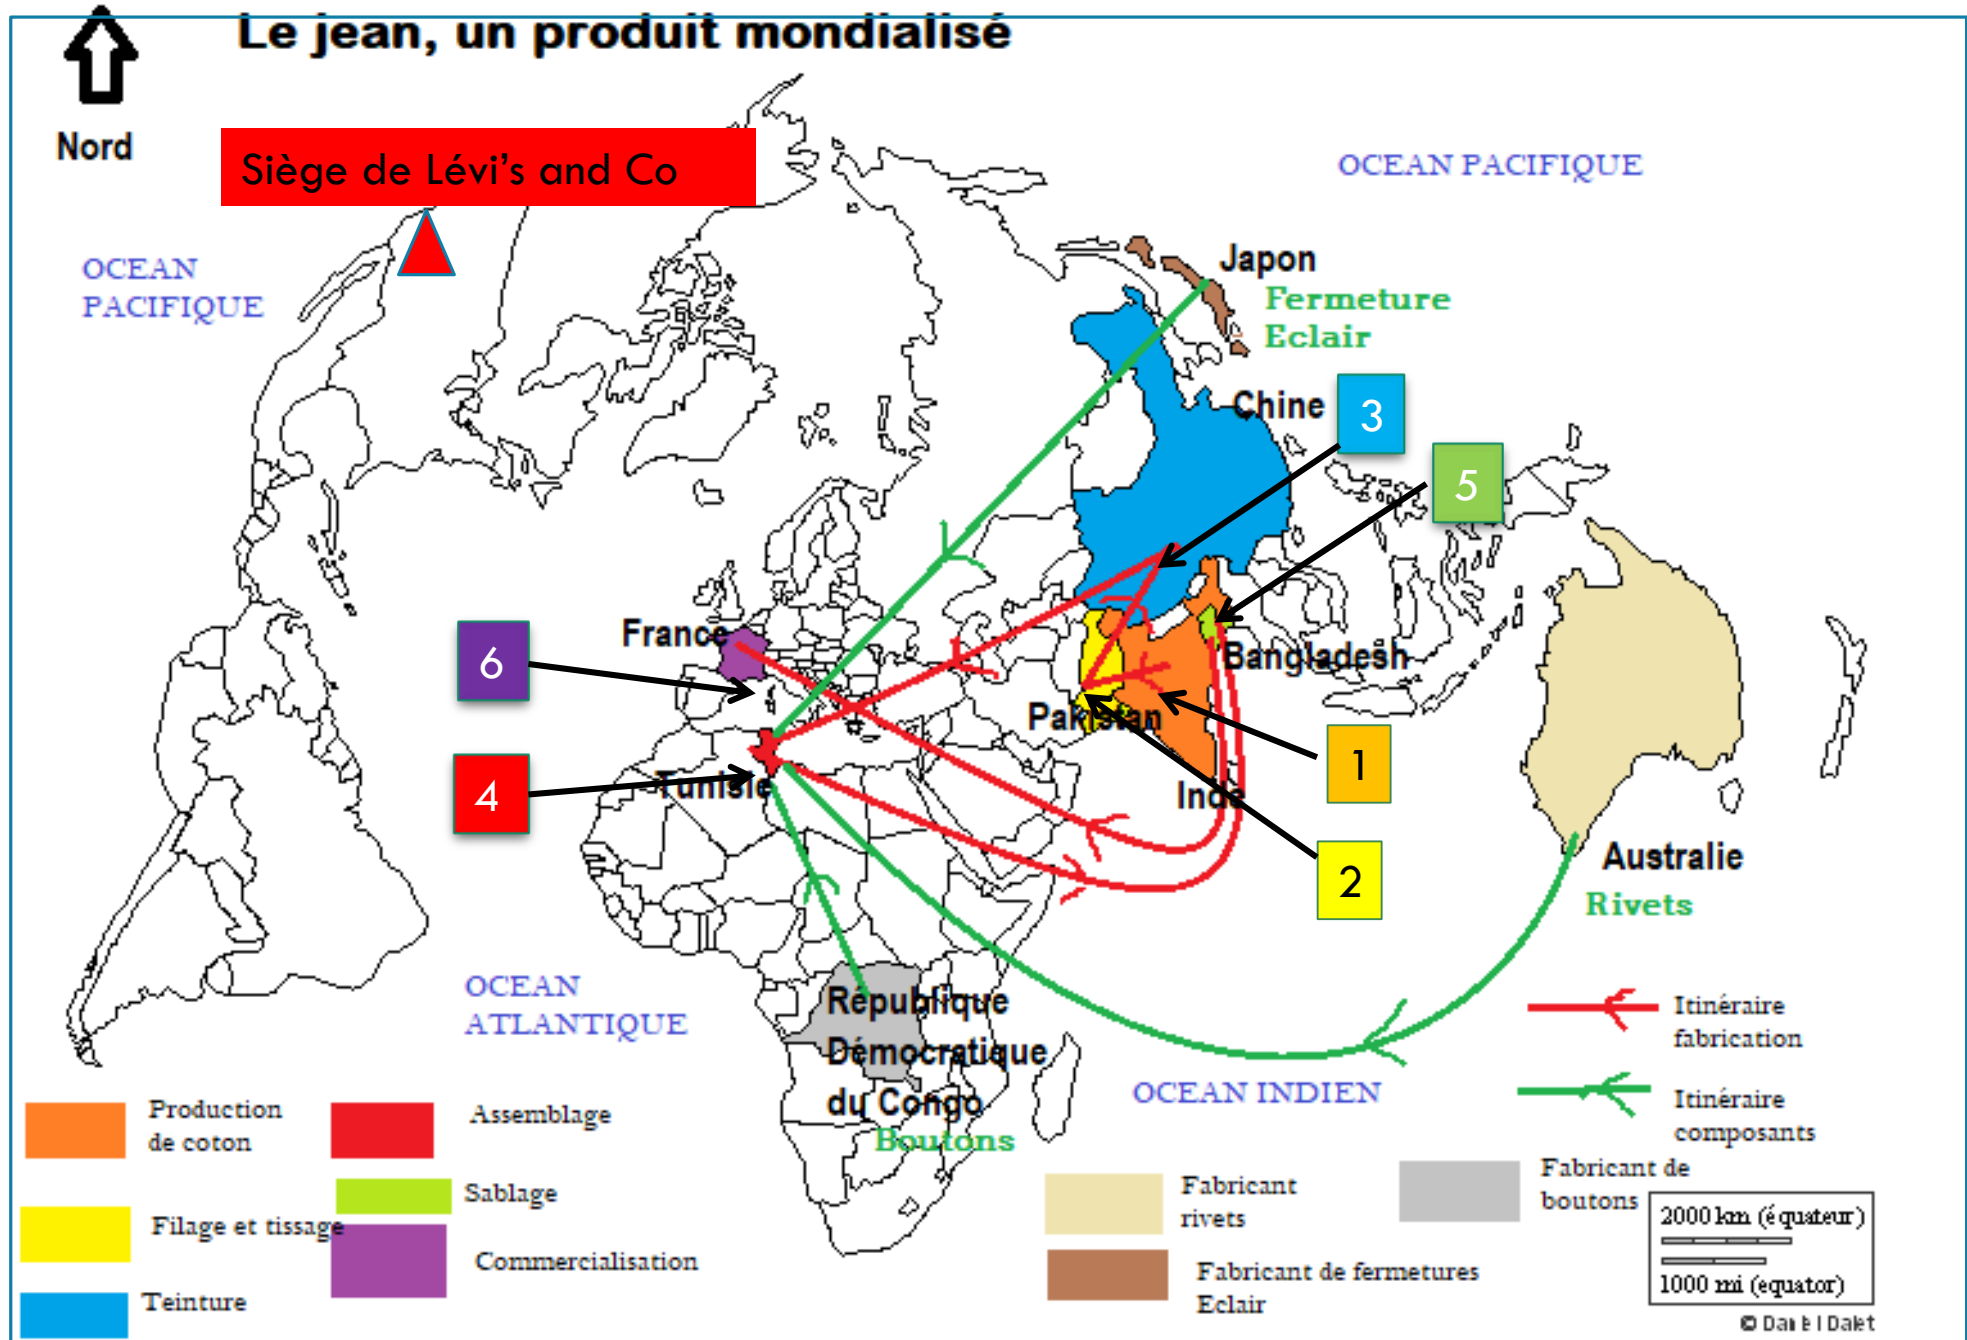 Le jean, un produit mondialisé
Nord
Siège de Lévi's and Co
OCEAN PACIFIQUE
OCEAN
PACIFIQUE
Japon
Fermeture
Eclair
Chine
3
5
France
6
Bangladesh
Pakistan
1
Tunisie
4
Inde
2
Australie
Rivets
OCEAN
ATLANTIQUE
République
Démocratique
du Congo
Boutons
OCEAN INDIEN
Itinéraire
fabrication
Itinéraire
composants
Production
de coton
Assemblage
Filage et tissage
Sablage
Teinture
Commercialisation
Fabricant
rivets
Fabricant de
boutons
Fabricant de fermetures
Eclair
2000 km (équateur)
1000 mi (equator)
© Daniel Dalet